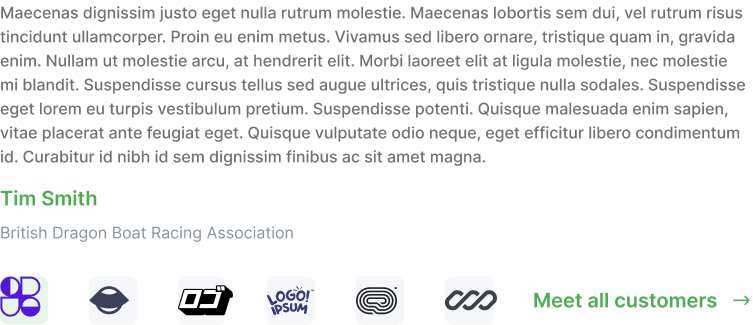 Maecenas dignissim justo eget nulla rutrum molestie. Maecenas lobortis sem dui, vel rutrum risus
tincidunt ullamcorper. Proin eu enim metus. Vivamus sed libero ornare, tristique quam in, gravida
enim. Nullam ut molestie arcu, at hendrerit elit. Morbi laoreet elit at ligula molestie, nec molestie
mi blandit. Suspendisse cursus tellus sed augue ultrices, quis tristique nulla sodales. Suspendisse
eget lorem eu turpis vestibulum pretium. Suspendisse potenti. Quisque malesuada enim sapien,
vitae placerat ante feugiat eget. Quisque vulputate odio neque, eget efficitur libero condimentum
id. Curabitur id nibh id sem dignissim finibus ac sit amet magna.
Tim Smith
British Dragon Boat Racing Association
ロゴ
LOGO!
IPSUM
Meet all customers →